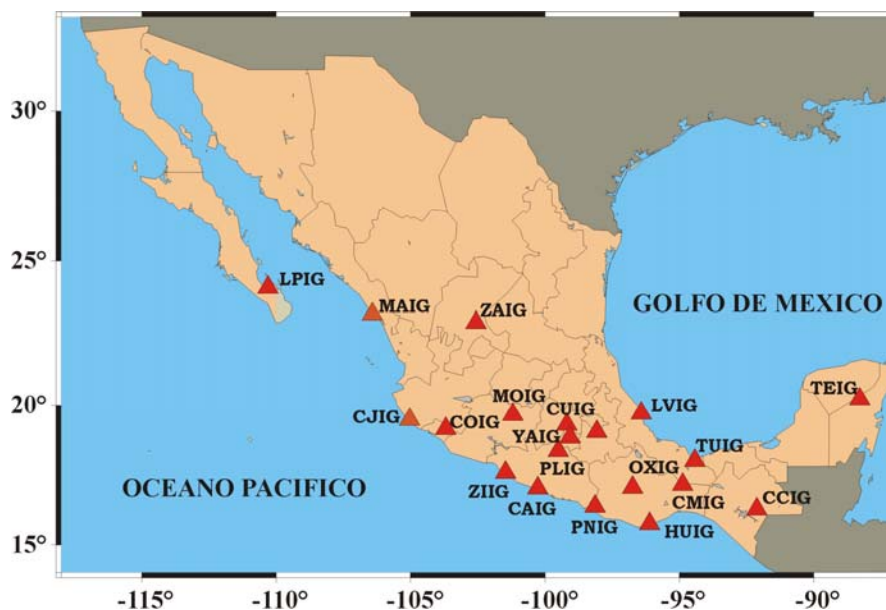 30°
25°
LPIG
MAIG
ZAIG
GOLFO DE MEXICO
TEIG
20°
MOIG
CUIG
LVIG
CJIG
COIG
YAIG
TUIG
PLIG
OXIG
OCEANO PACIFICO
ZIIG
CMIG
CCIG
CAIG
PNIG
HUIG
15°
-115°
-110°
-105°
-100°
-95°
-90°